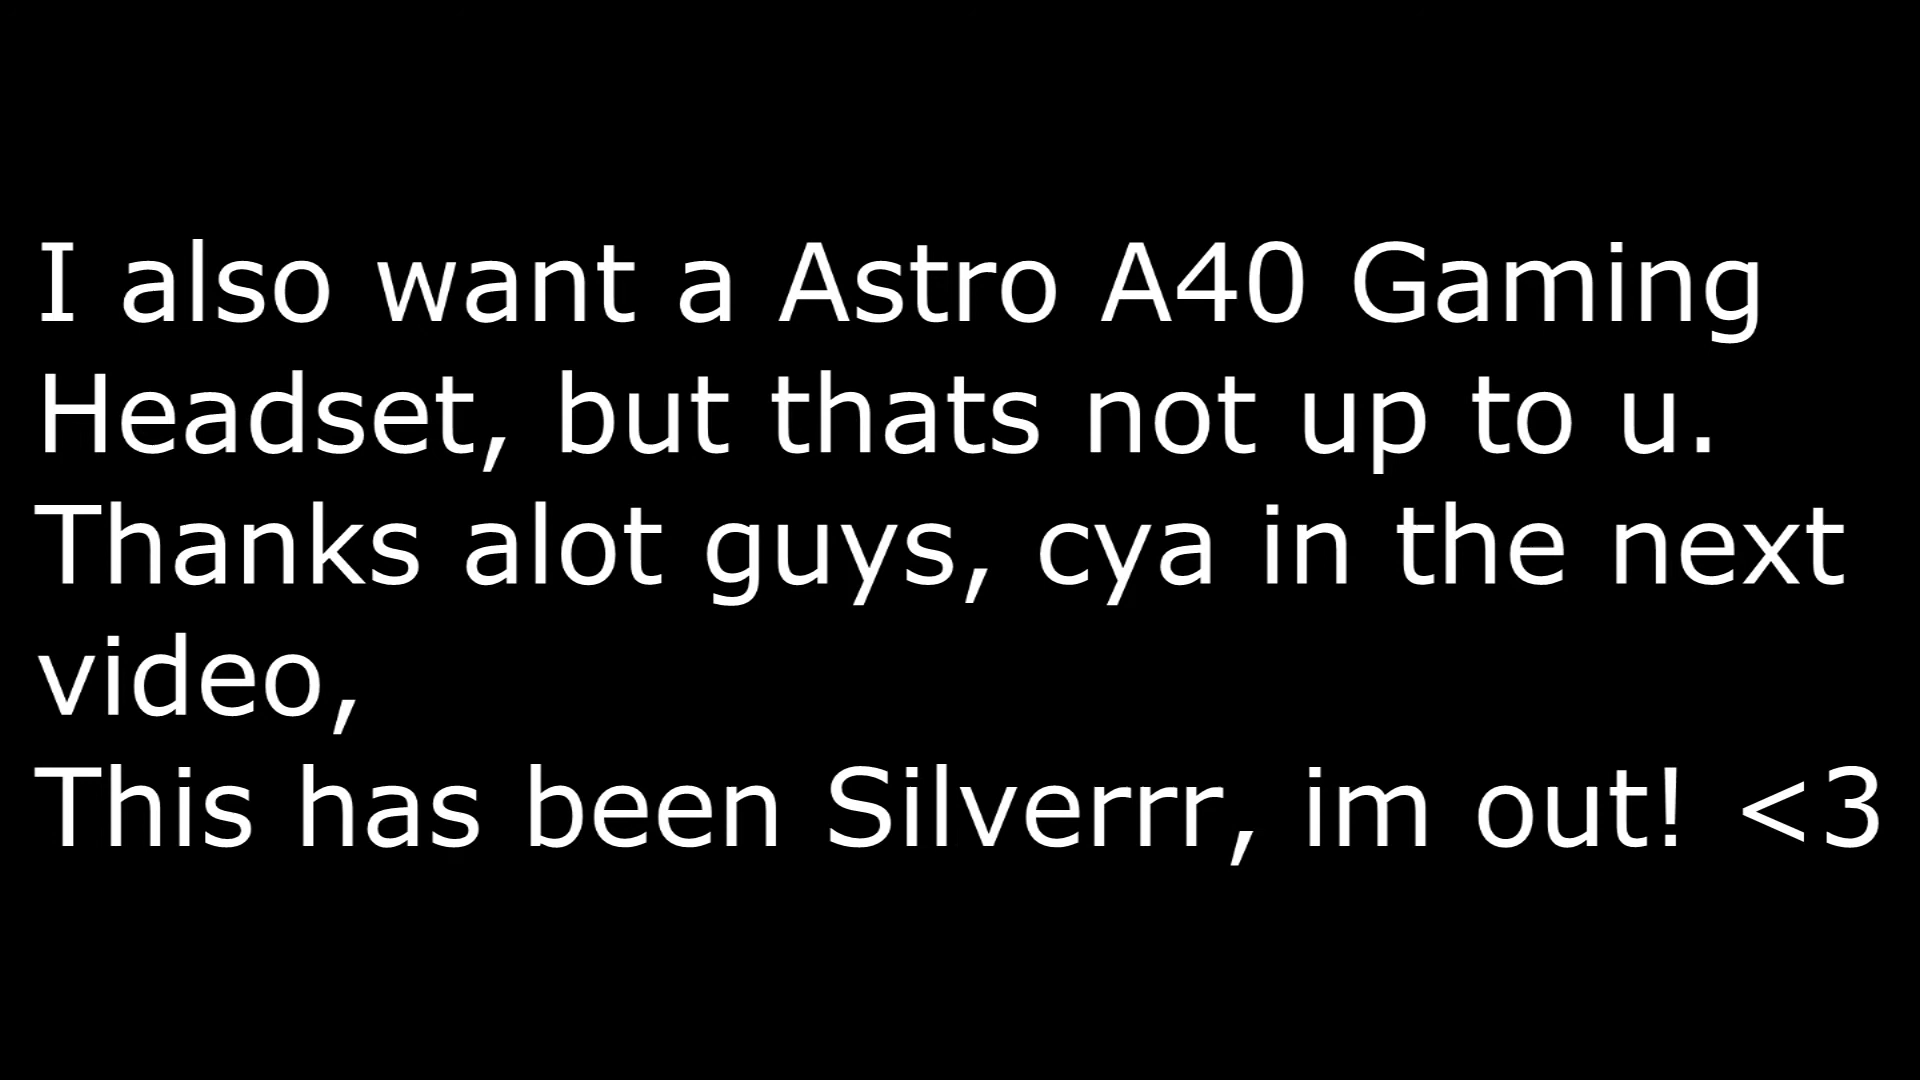 I also want a Astro A40 Gaming
Headset, but thats not up to u.
Thanks alot guys, cya in the next
video,
This has been Silverrr, im out! <3